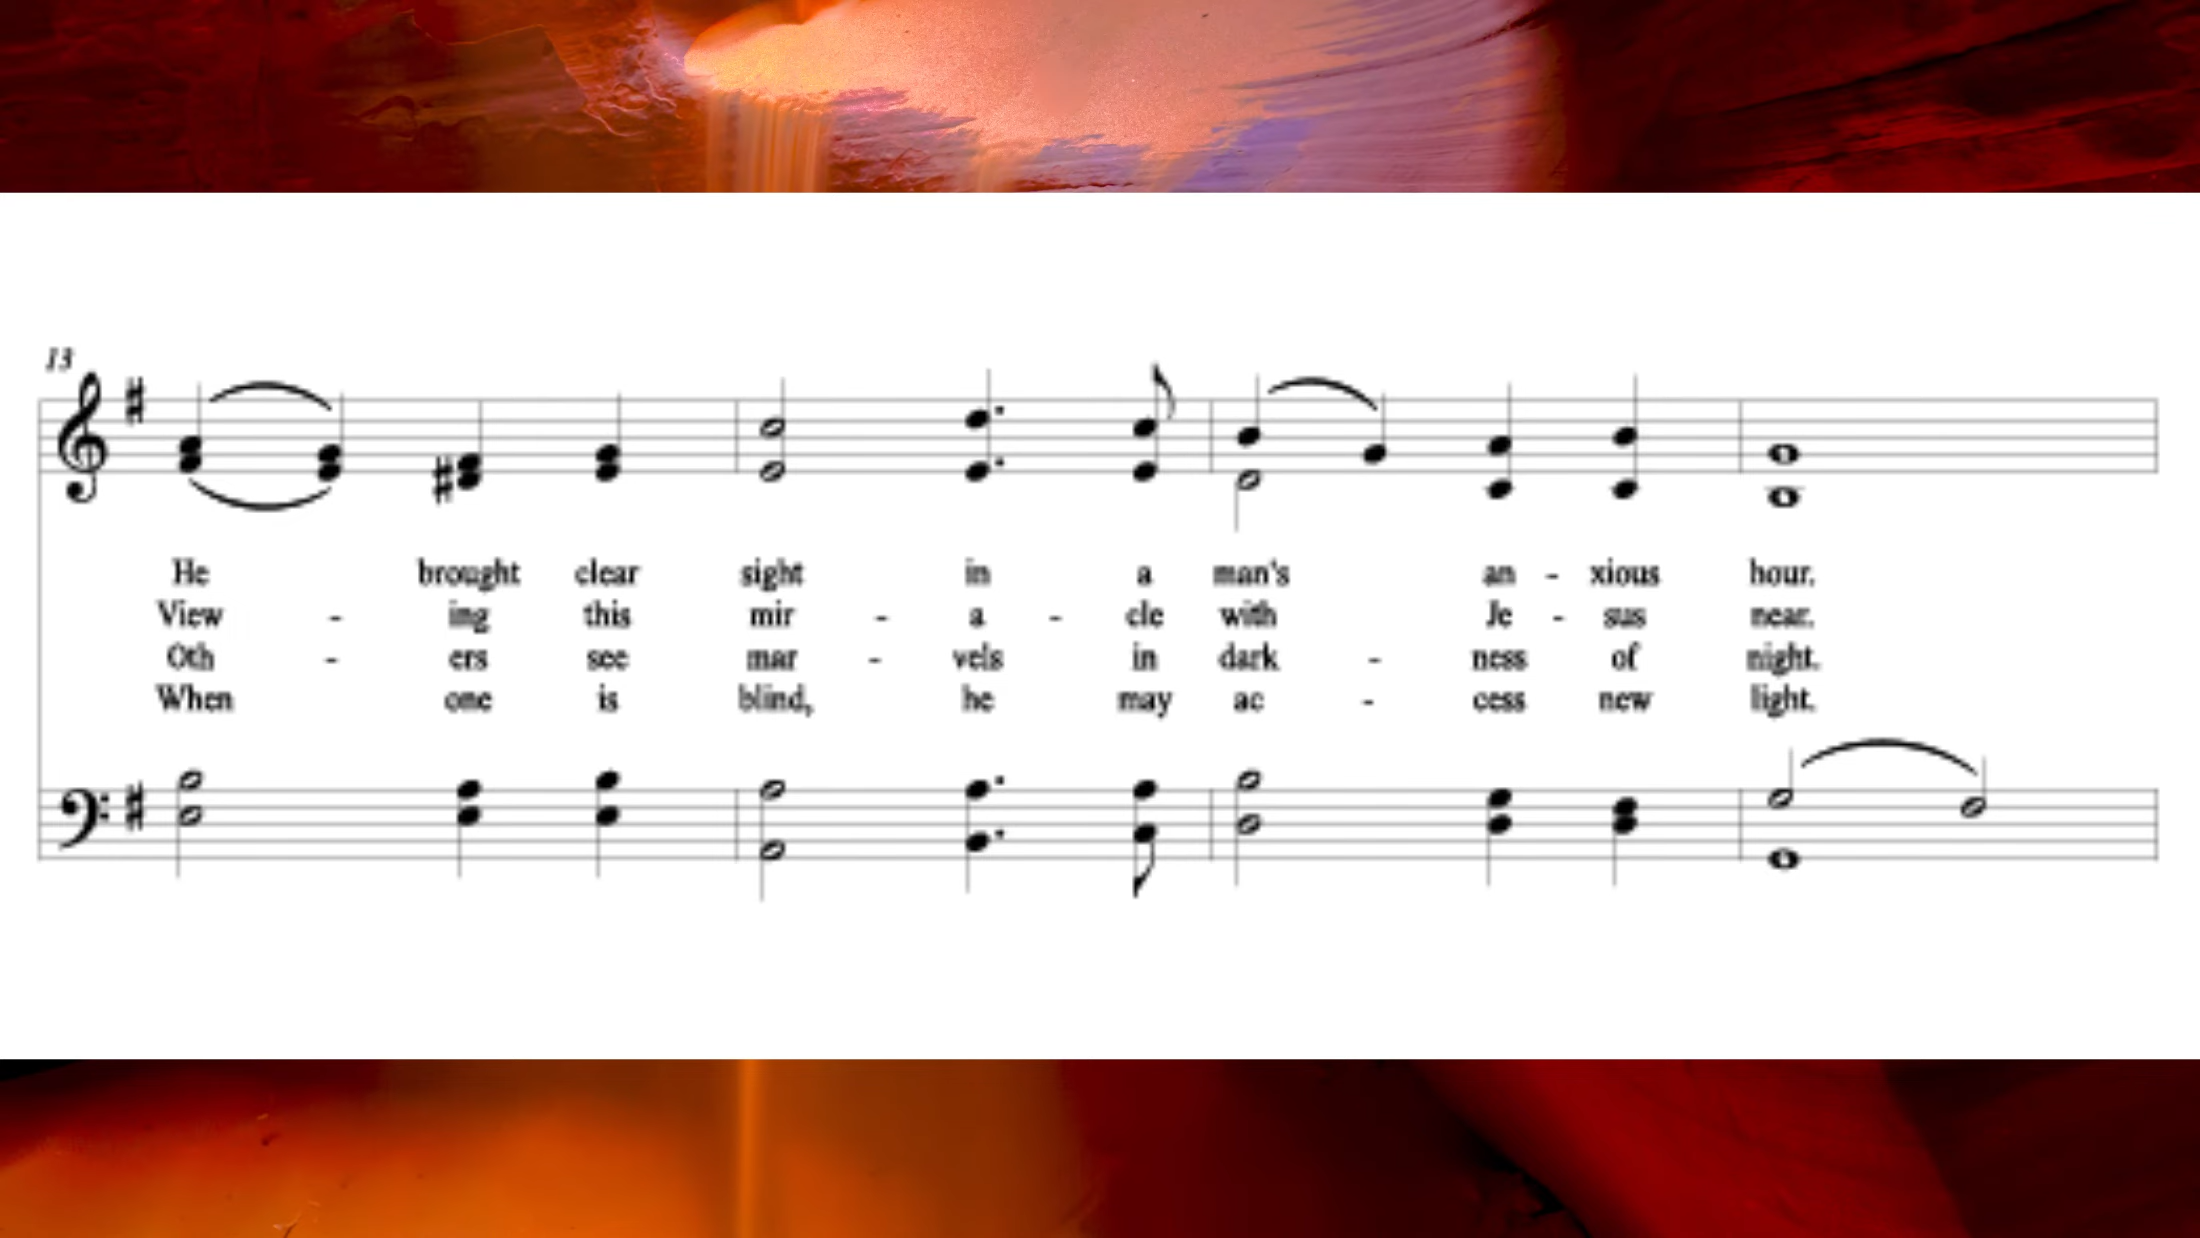 13
He brought clear sight in a man's an - xious hour.
View - ing this mir - a - cle with Je - sus near.
Oth - ers see mar - vels in dark - ness of night.
When one is blind, he may ac - cess new light.